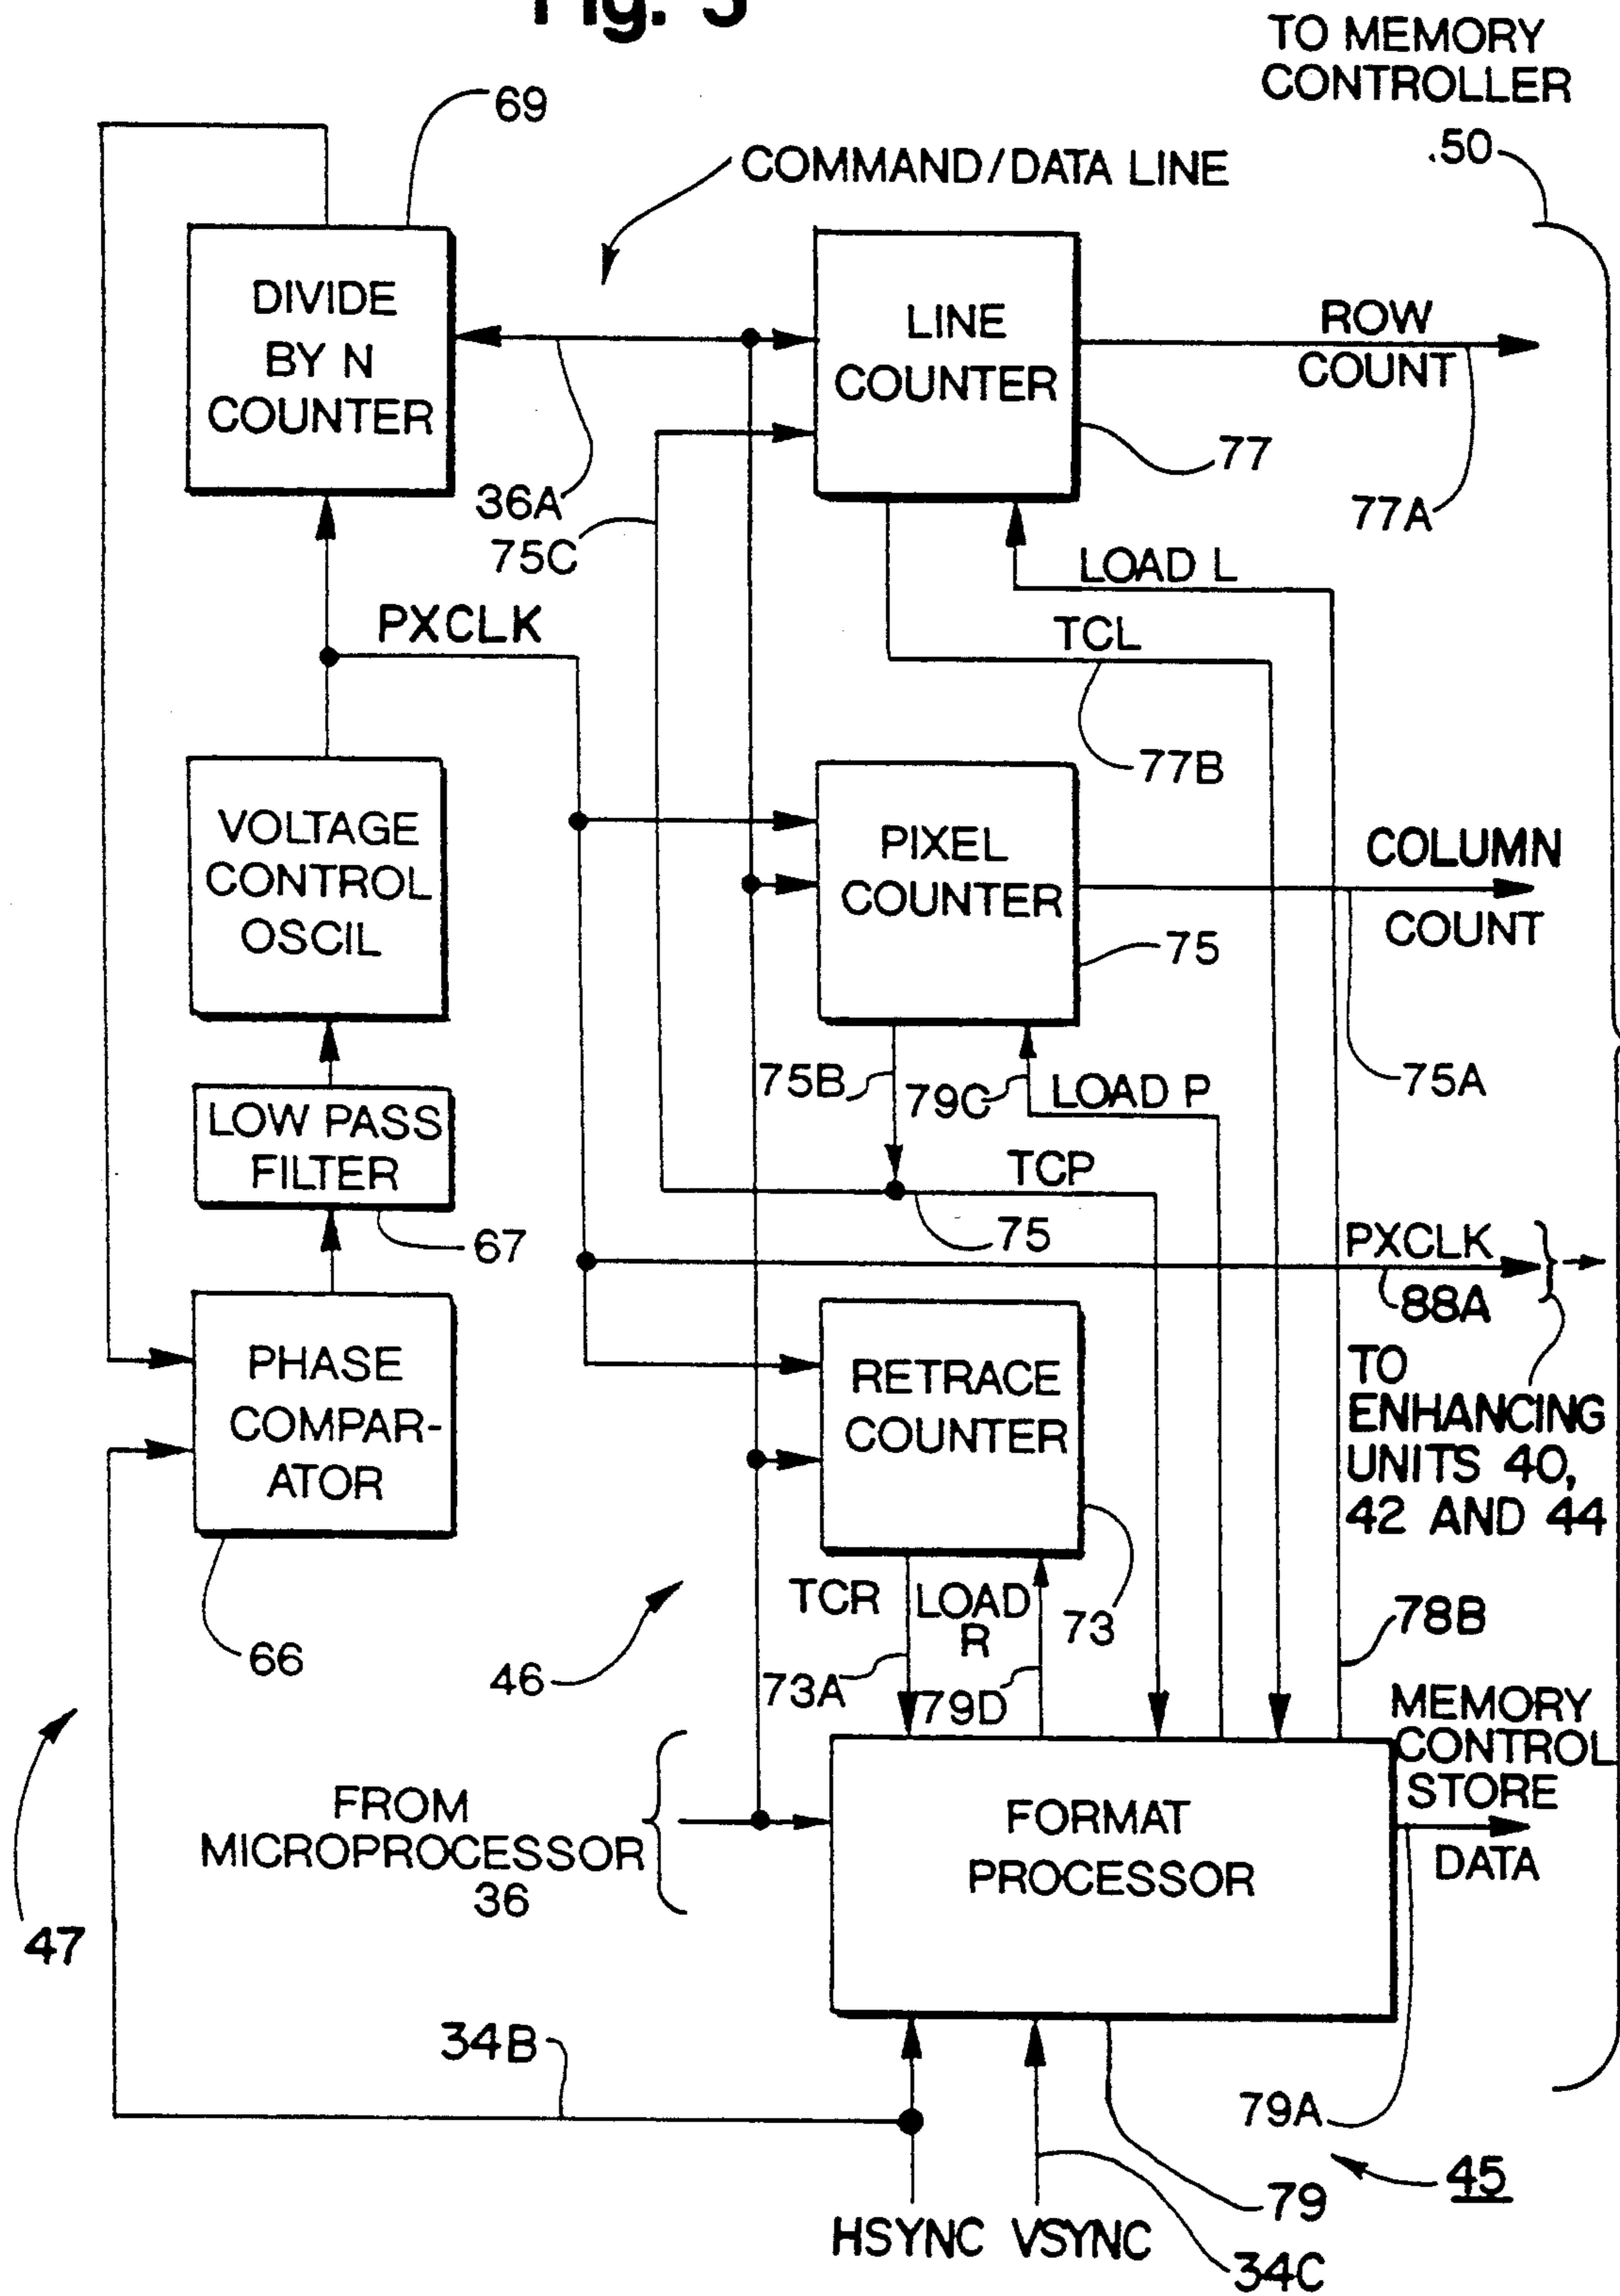 Fig. 5
TO MEMORY
CONTROLLER
50
69
COMMAND/DATA LINE
DIVIDE
BY N
COUNTER
LINE
COUNTER
ROW
COUNT
36A
75C
77
77A
LOAD L
PXCLK
TCL
77B
VOLTAGE
CONTROL
OSCIL
PIXEL
COUNTER
COLUMN
COUNT
75
75B
79C
LOAD P
75A
LOW PASS
FILTER
TCP
67
75
PXCLK
88A
PHASE
COMPAR-
ATOR
RETRACE
COUNTER
TO
ENHANCING
UNITS 40,
42 AND 44
66
46
TCR
LOAD
R
73
73A
79D
78B
MEMORY
CONTROL
STORE
DATA
FROM
MICROPROCESSOR
36
FORMAT
PROCESSOR
47
34B
79A
45
79
HSYNC
VSYNC
34C